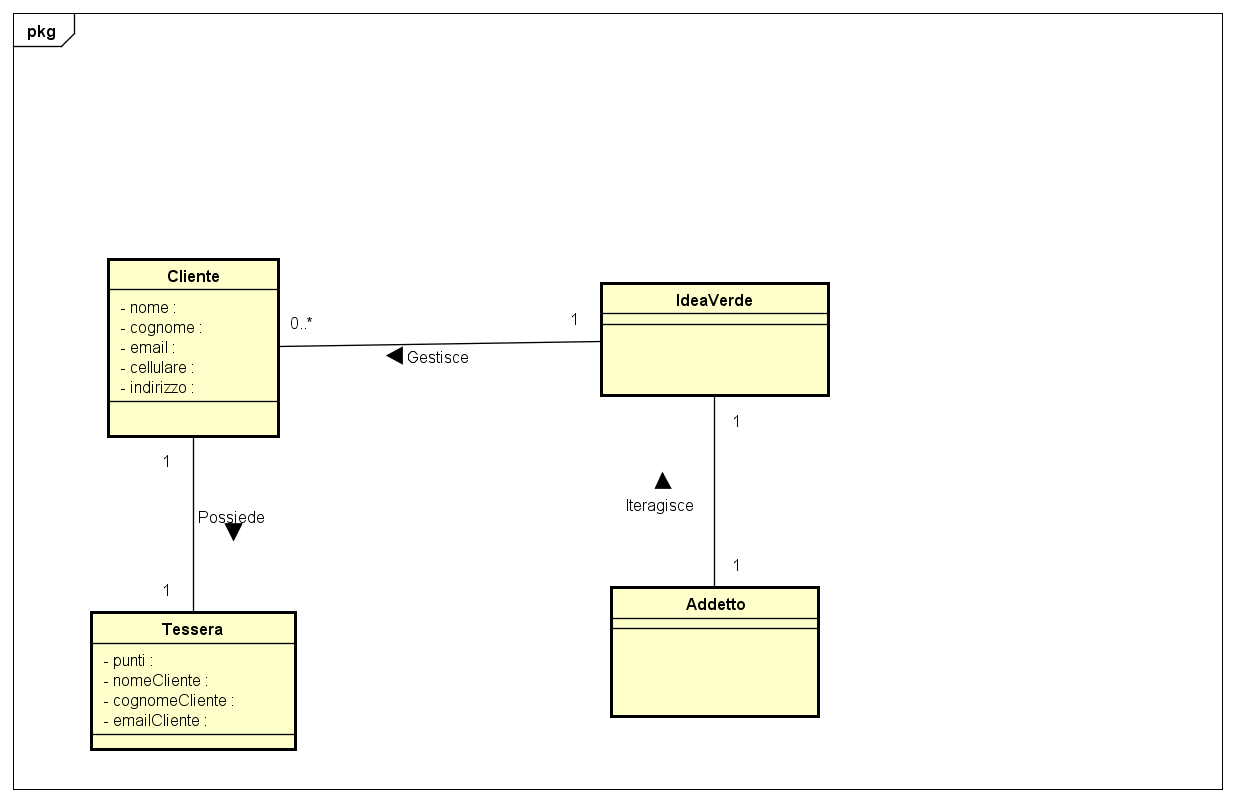 pkg
Cliente
- nome :
- cognome :
- email :
- cellulare :
- indirizzo :
0..*
1
Gestisce
IdeaVerde
1
Possiede
1
1
Iteragisce
1
Tessera
- punti :
- nomeCliente :
- cognomeCliente :
- emailCliente :
Addetto